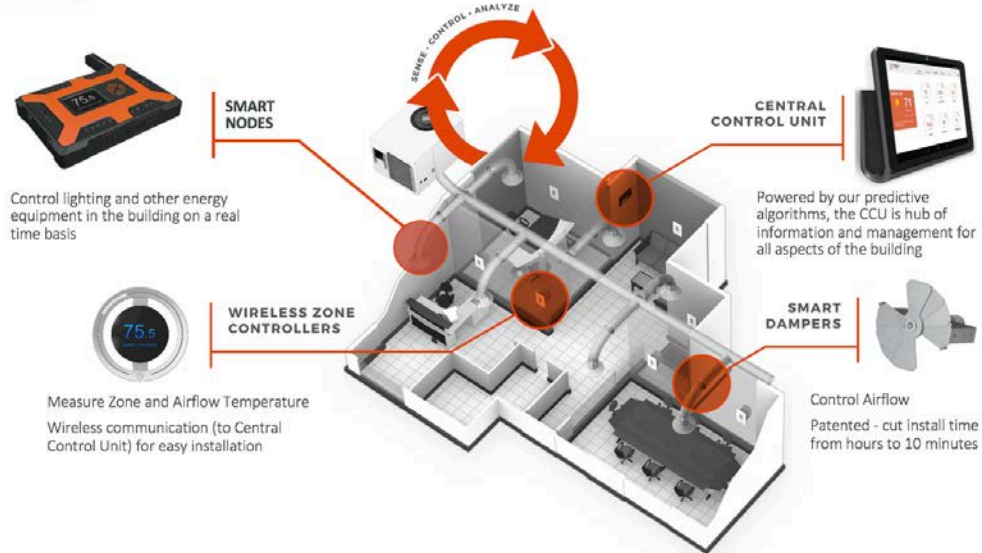 SENSE · CONTROL · ANALYZE
SMART
NODES
75.5
Control lighting and other energy
equipment in the building on a real
time basis
CENTRAL
CONTROL UNIT
71
Powered by our predictive
algorithms, the CCU is hub of
information and management for
all aspects of the building
WIRELESS ZONE
CONTROLLERS
75.5
Measure Zone and Airflow Temperature
Wireless communication (to Central
Control Unit) for easy installation
SMART
DAMPERS
Control Airflow
Patented - cut install time
from hours to 10 minutes